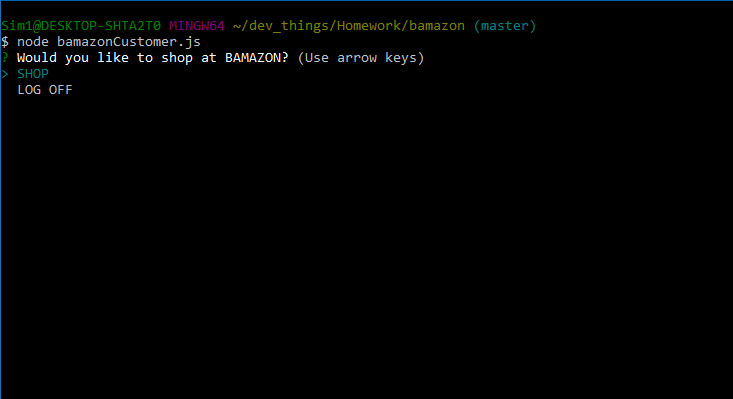 Sim1@DESKTOP-SHTA2T0 MINGW64 ~/dev_things/Homework/bamazon (master)
$ node bamazonCustomer.js
? Would you like to shop at BAMAZON? (Use arrow keys)
> SHOP
  LOG OFF